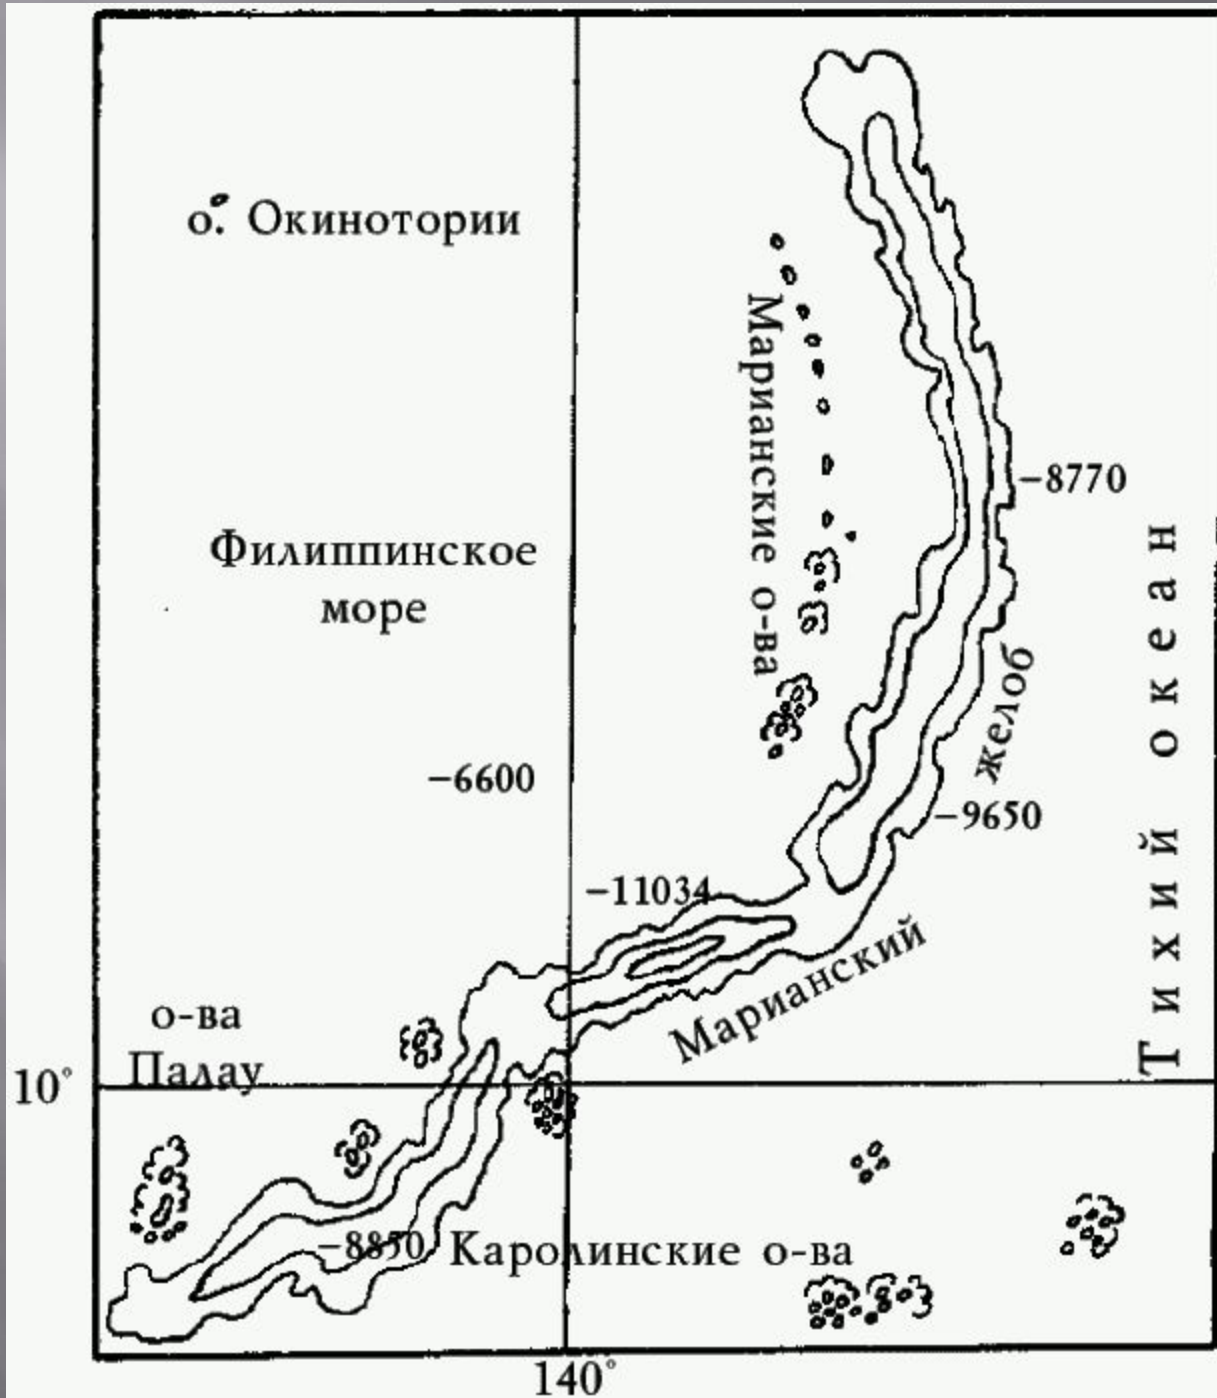 о. Окинотории
Марианские о-ва
−8770
Филиппинское
море
Тихий океан
−6600
желоб
−9650
−11034
Марианский
о-ва
Палау
10°
−8850
Каролинские о-ва
140°